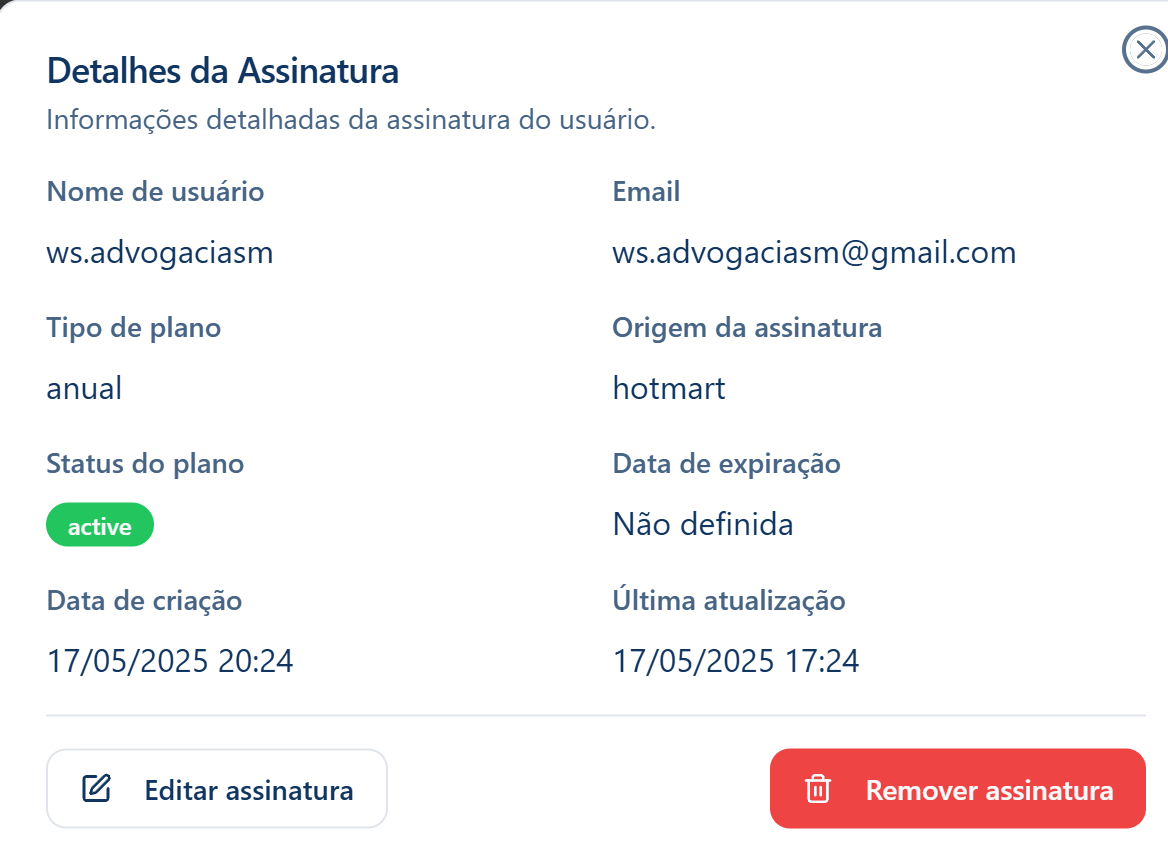 Detalhes da Assinatura
Informações detalhadas da assinatura do usuário.
Nome de usuário
ws.advogaciasm
Email
ws.advogaciasm@gmail.com
Tipo de plano
anual
Origem da assinatura
hotmart
Status do plano
active
Data de expiração
Não definida
Data de criação
17/05/2025 20:24
Última atualização
17/05/2025 17:24
Editar assinatura
Remover assinatura